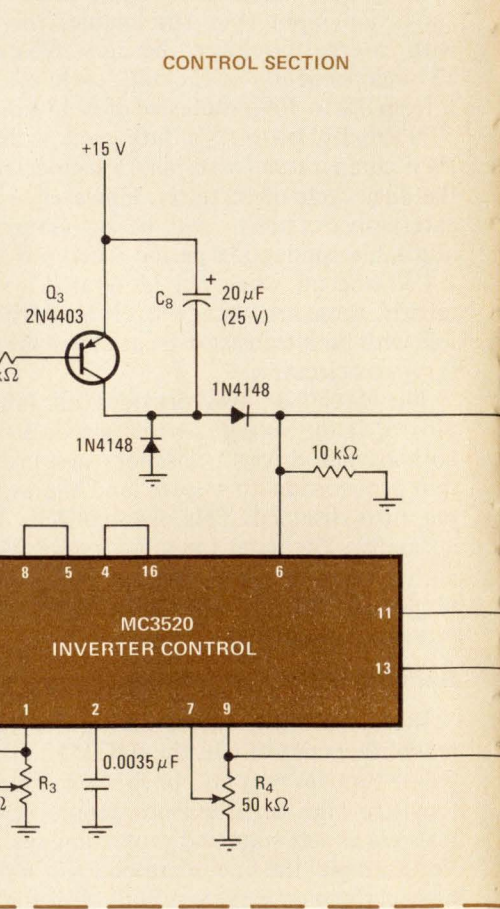 CONTROL SECTION
+15 V
Q3
2N4403
C8
+
20 μF
(25 V)
kΩ
1N4148
1N4148
10 kΩ
8 5 4 16 6
MC3520
INVERTER CONTROL
11
13
1 2 7 9
R3
Ω
0.0035 μF
R4
50 kΩ